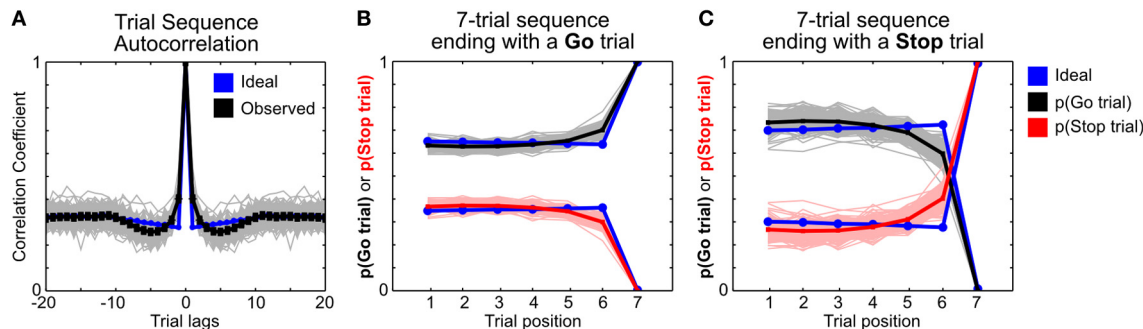 A
Trial Sequence
Autocorrelation
Correlation Coefficient
1
0
Ideal
Observed
-20
-10
0
10
20
Trial lags
B
7-trial sequence
ending with a Go trial
p(Go trial) or p(Stop trial)
1
0
1
2
3
4
5
6
7
Trial position
C
7-trial sequence
ending with a Stop trial
p(Go trial) or p(Stop trial)
1
0
1
2
3
4
5
6
7
Trial position
Ideal
p(Go trial)
p(Stop trial)